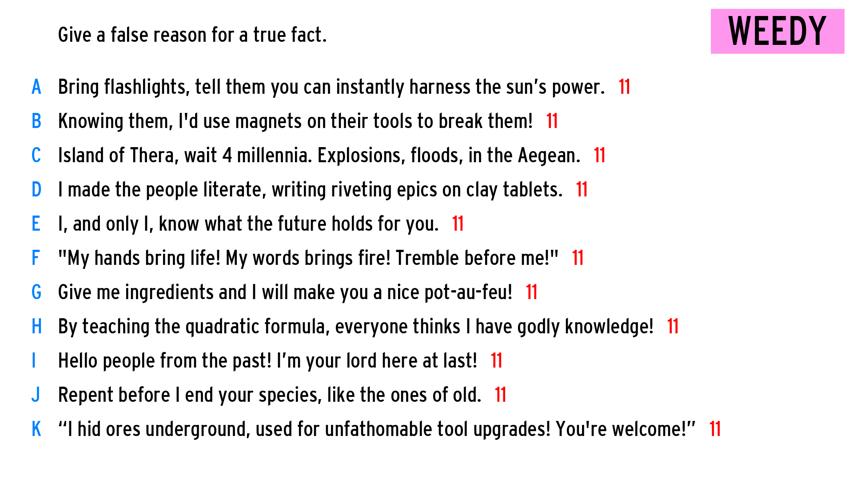 Give a false reason for a true fact.
WEEDY
A Bring flashlights, tell them you can instantly harness the sun’s power. 11
B Knowing them, I'd use magnets on their tools to break them! 11
C Island of Thera, wait 4 millennia. Explosions, floods, in the Aegean. 11
D I made the people literate, writing riveting epics on clay tablets. 11
E I, and only I, know what the future holds for you. 11
F "My hands bring life! My words brings fire! Tremble before me!" 11
G Give me ingredients and I will make you a nice pot-au-feu! 11
H By teaching the quadratic formula, everyone thinks I have godly knowledge! 11
I Hello people from the past! I’m your lord here at last! 11
J Repent before I end your species, like the ones of old. 11
K “I hid ores underground, used for unfathomable tool upgrades! You're welcome!” 11